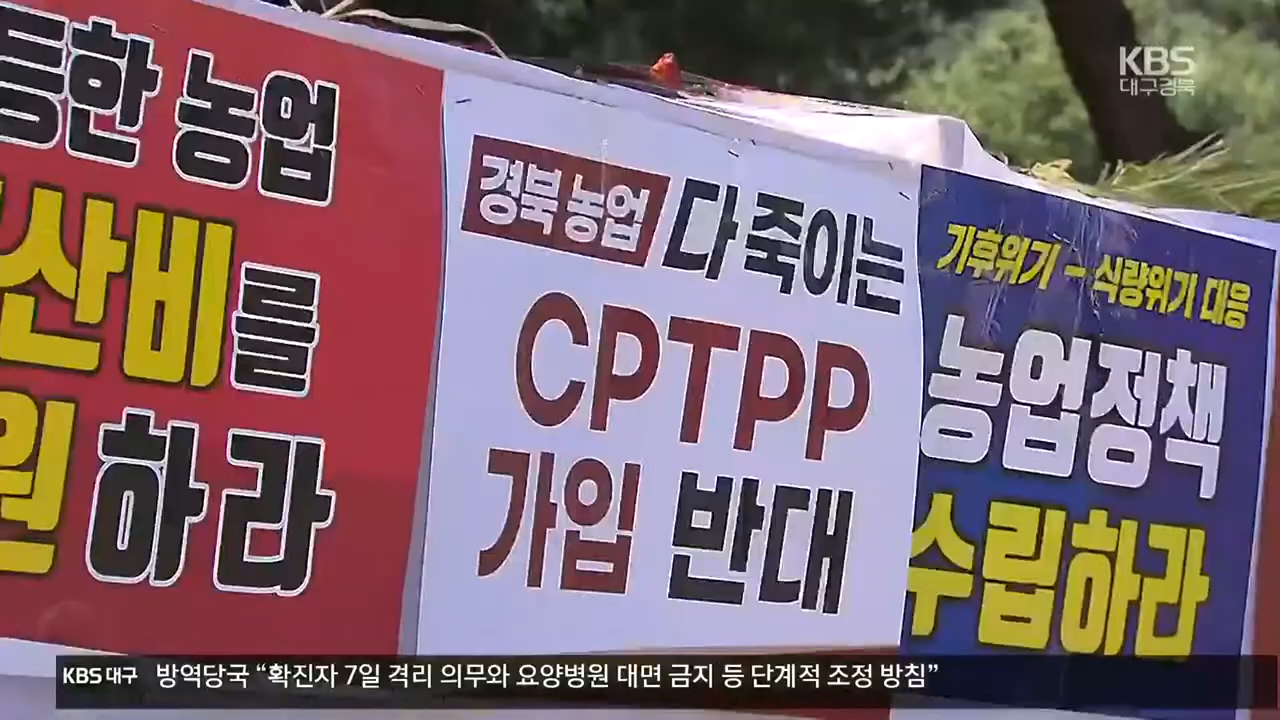 KBS
대구경북
농업
산비를
하라
경북 농업 다 죽이는
CPTPP
가입 반대
기후위기 - 식량위기 대응
농업정책
수립하라
KBS 대구 방역당국 “확진자 7일 격리 의무와 요양병원 대면 금지 등 단계적 조정 방침”